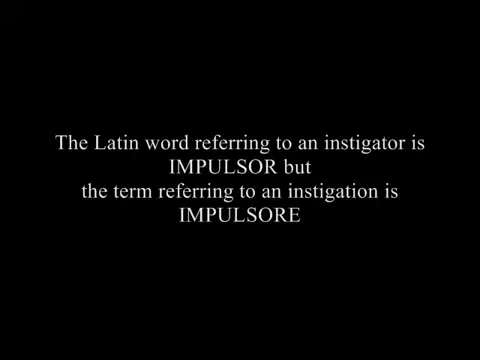 The Latin word referring to an instigator is
IMPULSOR but
the term referring to an instigation is
IMPULSORE